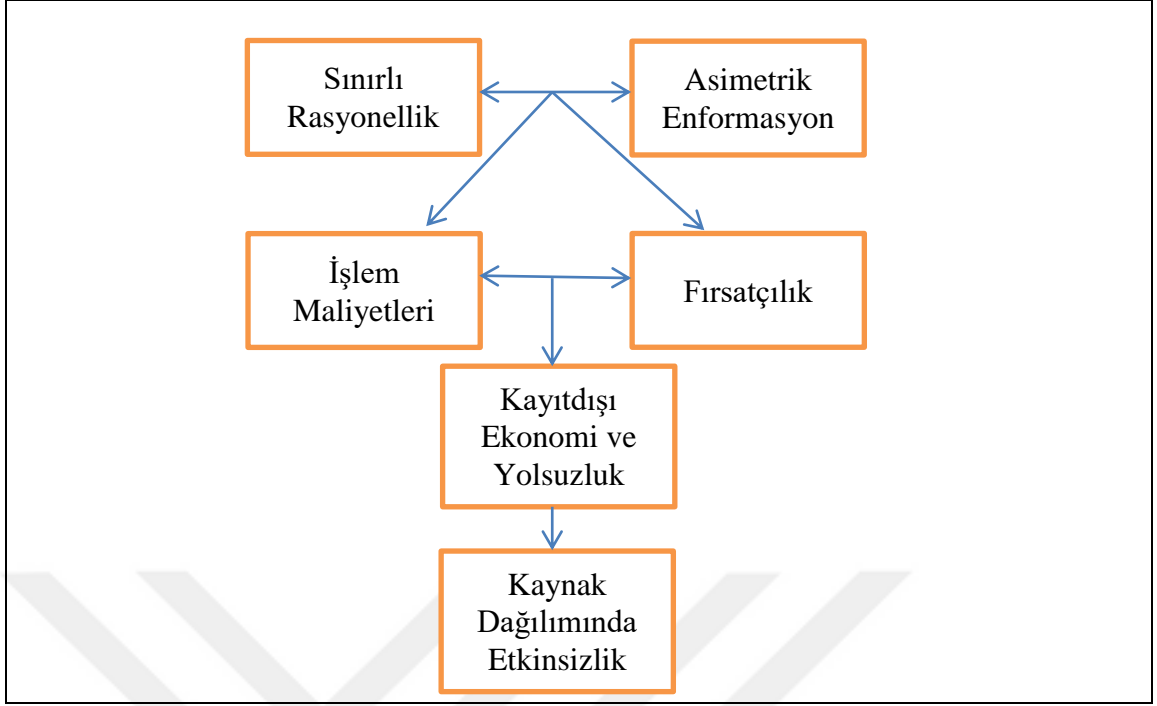 Sınırlı
Rasyonellik
Asimetrik
Enformasyon
İşlem
Maliyetleri
Fırsatçılık
Kayıtdışı
Ekonomi ve
Yolsuzluk
Kaynak
Dağılımında
Etkinsizlik